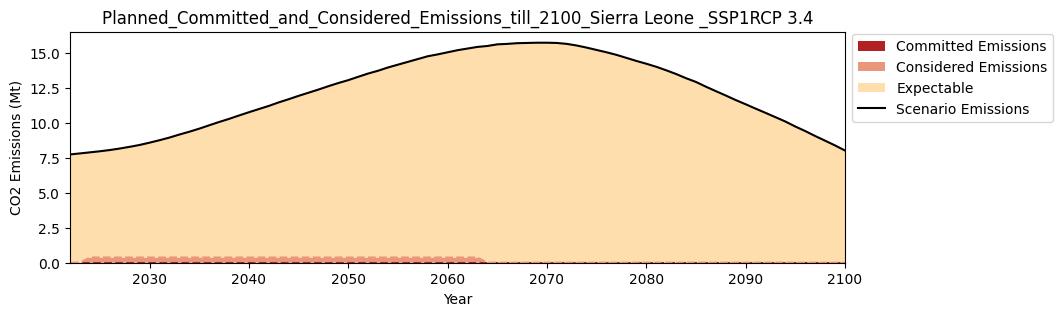 Planned_Committed_and_Considered_Emissions_till_2100_Sierra Leone _SSP1RCP 3.4
Committed Emissions
Considered Emissions
Expectable
Scenario Emissions
CO2 Emissions (Mt)
15.0
12.5
10.0
7.5
5.0
2.5
0.0
2030 2040 2050 2060 2070 2080 2090 2100
Year